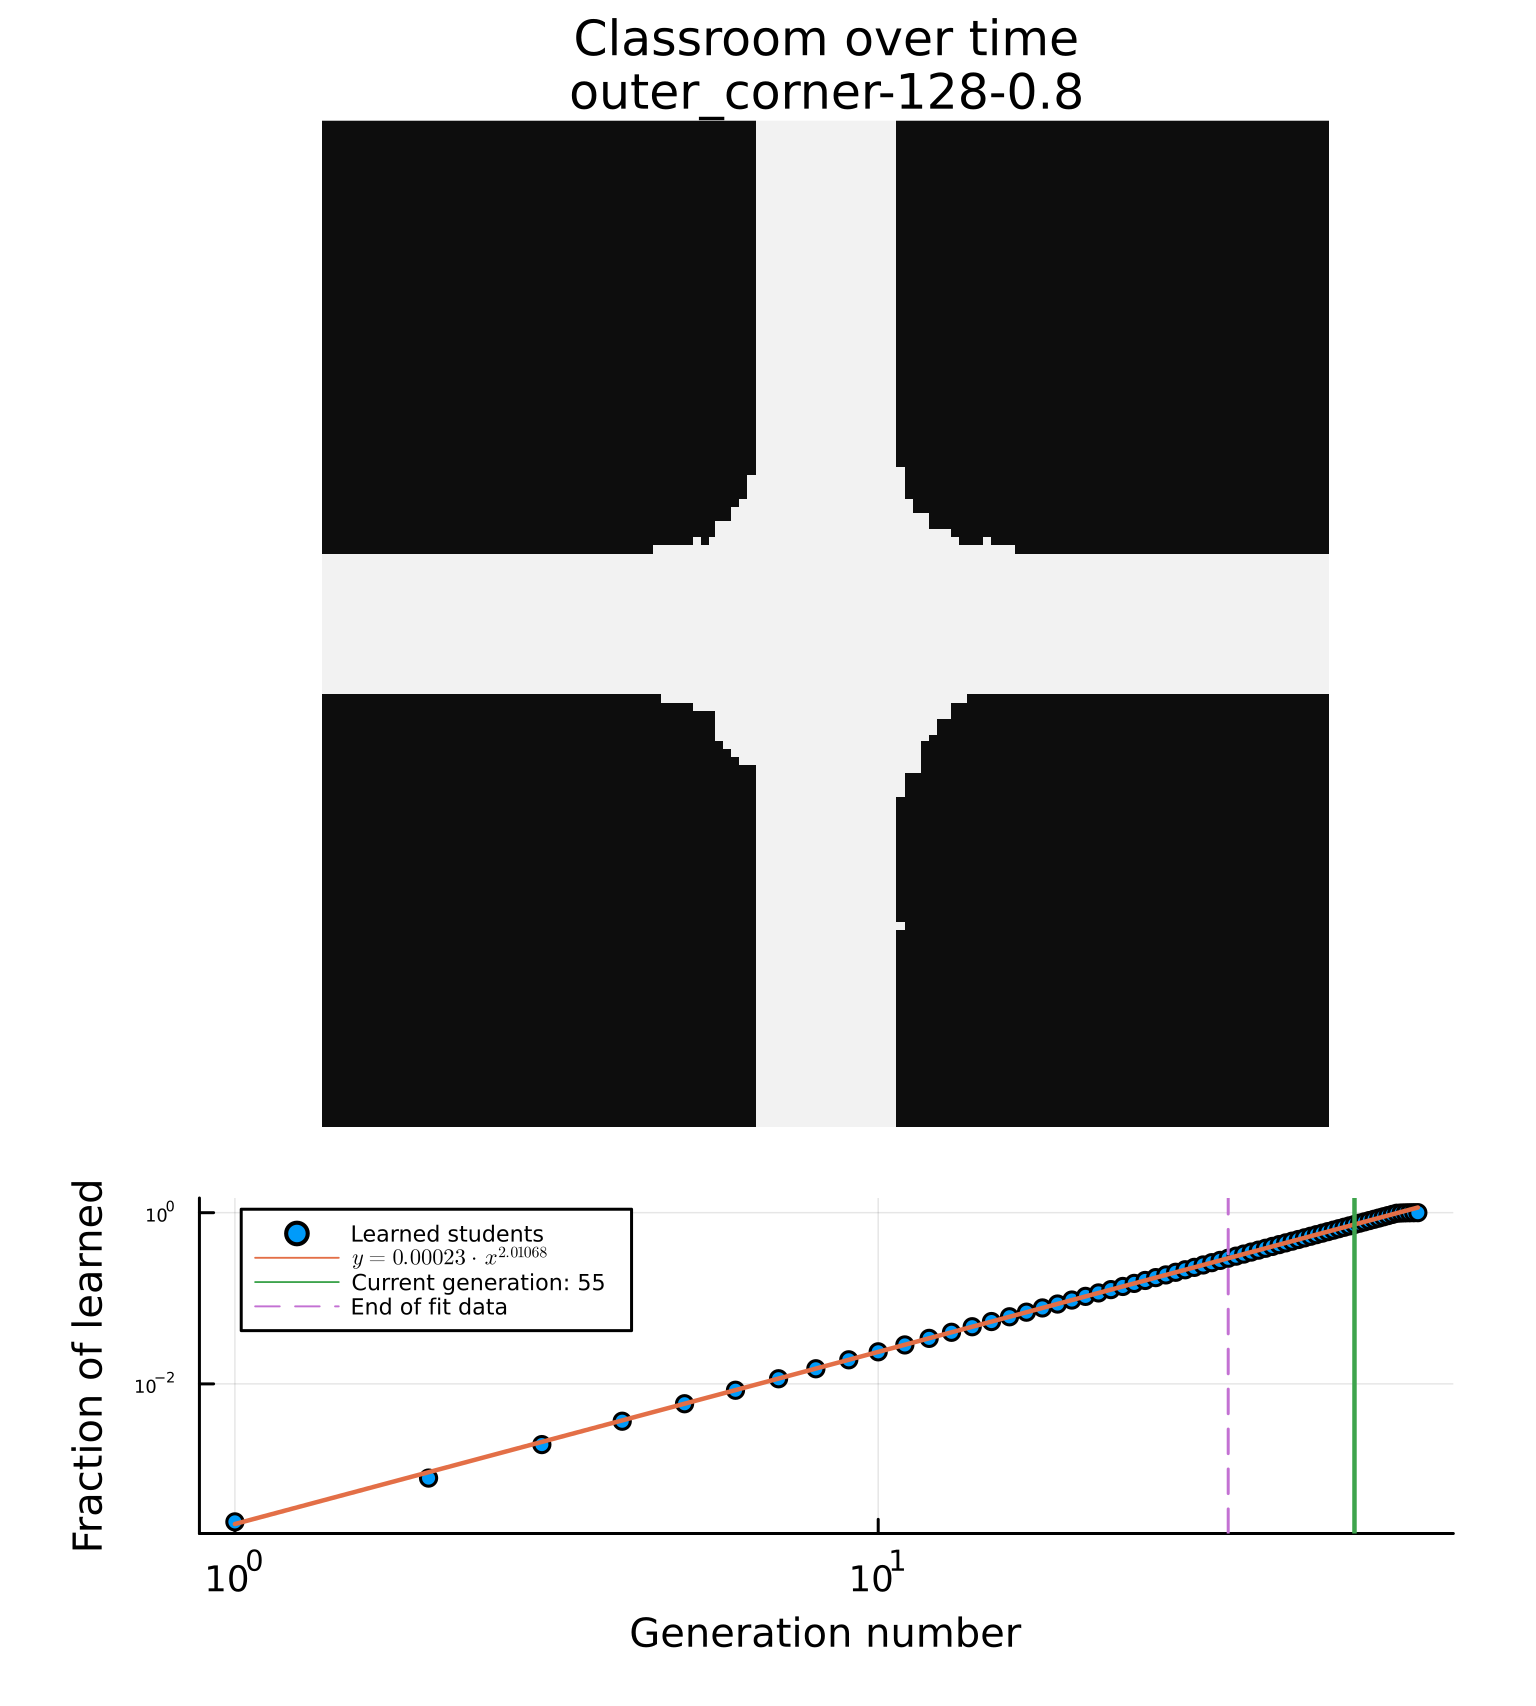 Classroom over time
outer_corner-128-0.8
Fraction of learned
10^0
10^-2
Learned students
y = 0.00023 · x^2.01068
Current generation: 55
End of fit data
10^0
10^1
Generation number